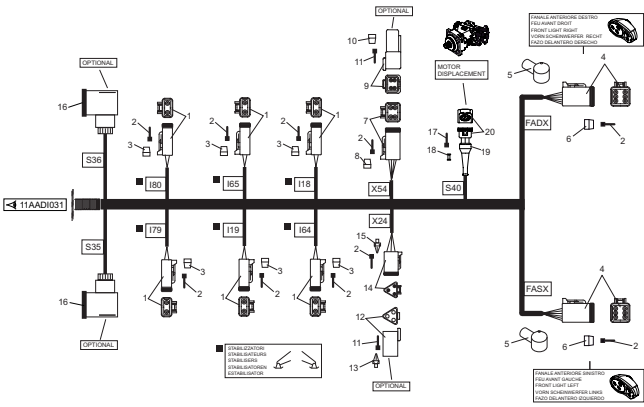 OPTIONAL
10
11
9
MOTOR
DISPLACEMENT
FANALE ANTERIORE DESTRO
FEU AVANT DROIT
FRONT LIGHT RIGHT
VORN SCHEINWERFER RECHT
FAZO DELANTERO DERECHO
OPTIONAL
16
5
4
FADX
6
2
2
1
3
2
1
3
2
1
3
7
2
8
17
18
20
19
S36
I80
I65
I18
X54
S40
11AADI031
S35
I79
I19
I64
X24
15
2
14
3
2
1
3
2
1
3
2
1
16
OPTIONAL
12
11
13
OPTIONAL
STABILIZZATORI
STABILISATEURS
STABILISERS
STABILISATOREN
ESTABILISATOR
FASX
4
5
6
2
FANALE ANTERIORE SINISTRO
FEU AVANT GAUCHE
FRONT LIGHT LEFT
VORN SCHEINWERFER LINKS
FAZO DELANTERO IZQUIERDO